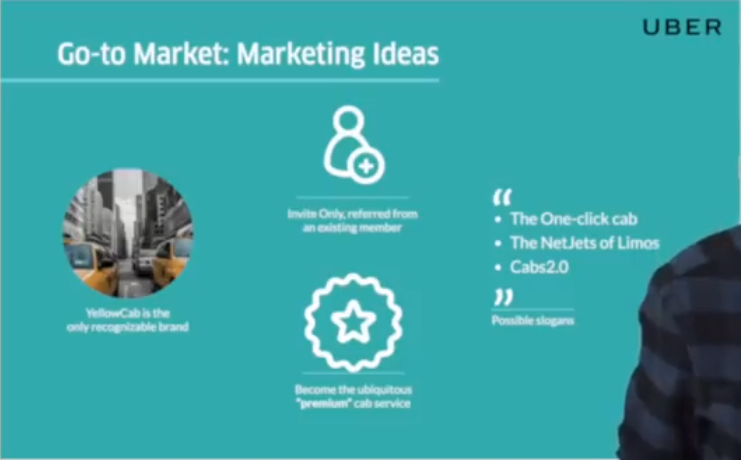 UBER
Go-to Market: Marketing Ideas
YellowCab is the
only recognizable brand
Invite Only, referred from
an existing member
Become the ubiquitous
"premium" cab service
“
• The One-click cab
• The NetJets of Limos
• Cabs2.0
”
Possible slogans